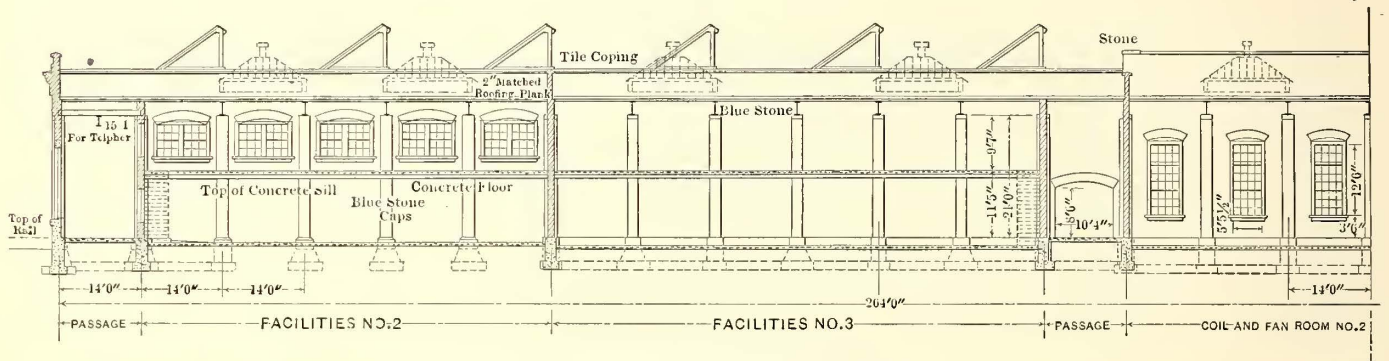 Stone
Tile Coping
2" Matched
Roofing Plank
Blue Stone
I 15 I
For Telpher
9'7"
12'6"
Top of Concrete Sill
Concrete Floor
Blue Stone
Caps
11'5"
21'0"
8'6"
10'4"
5'5½"
3'6"
Top of
Rail
14'0"
14'0"
14'0"
14'0"
264'0"
PASSAGE
FACILITIES NO.2
FACILITIES NO.3
PASSAGE
COIL AND FAN ROOM NO.2